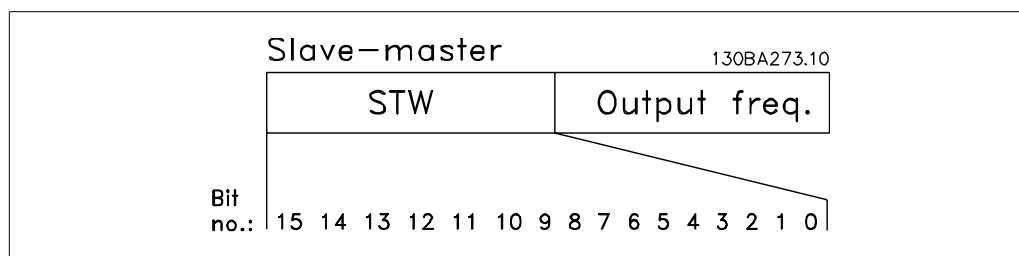 Slave-master 130BA273.10
STW Output freq.
Bit
no.: 15 14 13 12 11 10 9 8 7 6 5 4 3 2 1 0